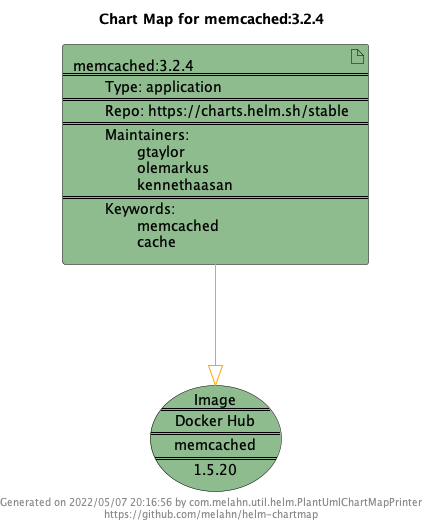 Chart Map for memcached:3.2.4
memcached:3.2.4
Type: application
Repo: https://charts.helm.sh/stable
Maintainers:
gtaylor
olemarkus
kennethaasan
Keywords:
memcached
cache
Image
Docker Hub
memcached
1.5.20
Generated on 2022/05/07 20:16:56 by com.melahn.util.helm.PlantUmlChartMapPrinter
https://github.com/melahn/helm-chartmap